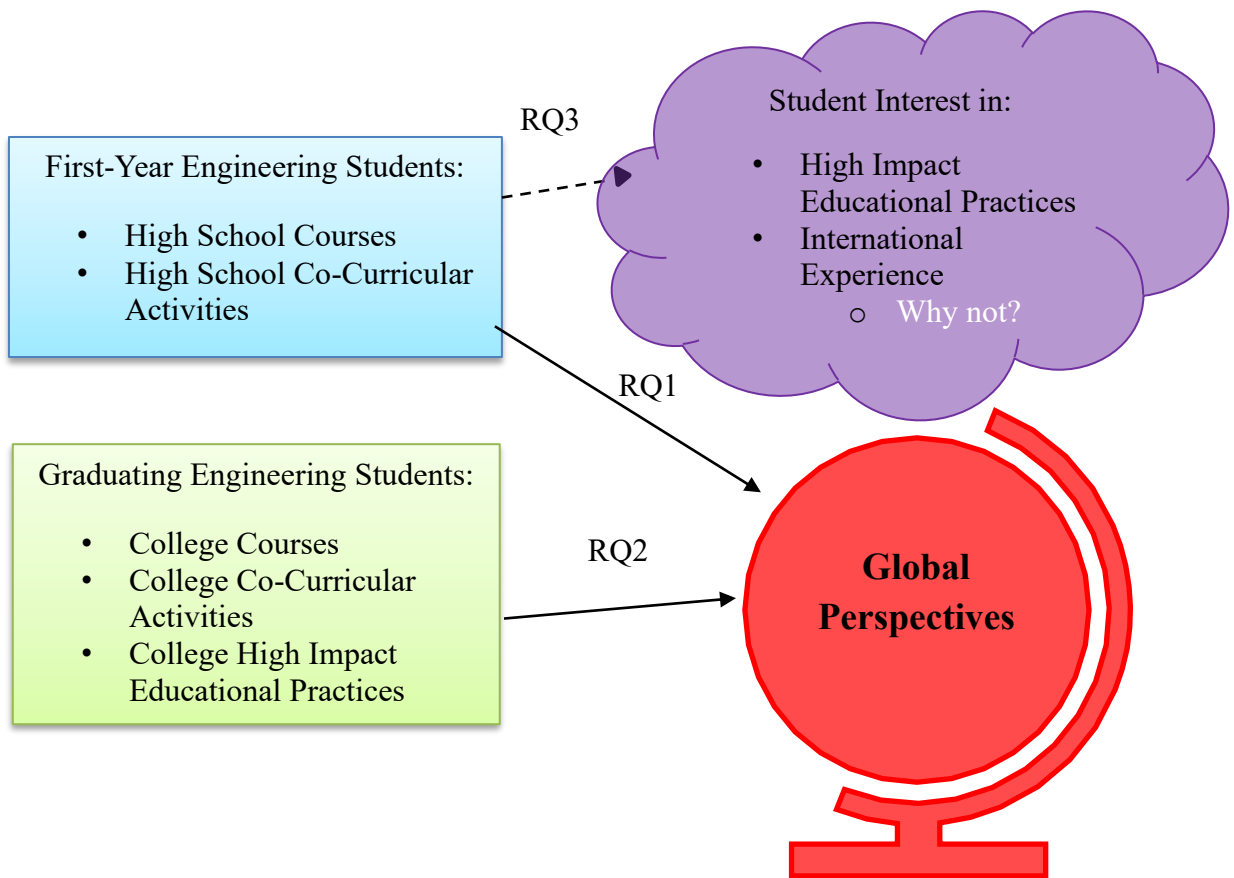 RQ3
First-Year Engineering Students:
• High School Courses
• High School Co-Curricular
Activities
Student Interest in:
• High Impact
Educational Practices
• International
Experience
o Why not?
RQ1
Graduating Engineering Students:
• College Courses
• College Co-Curricular
Activities
• College High Impact
Educational Practices
RQ2
Global
Perspectives